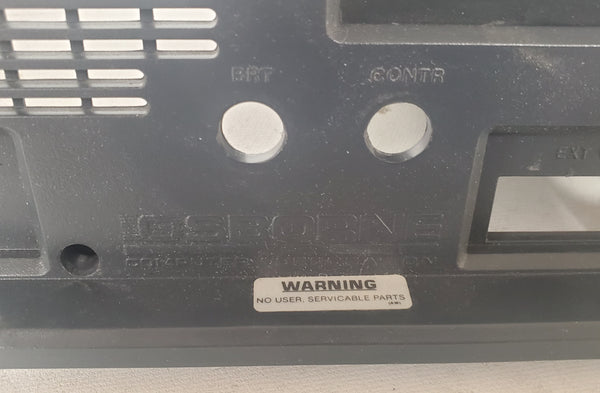 BRT
CONTR
EXT
OSBORNE
COMPUTER CORPORATION
WARNING
NO USER, SERVICABLE PARTS